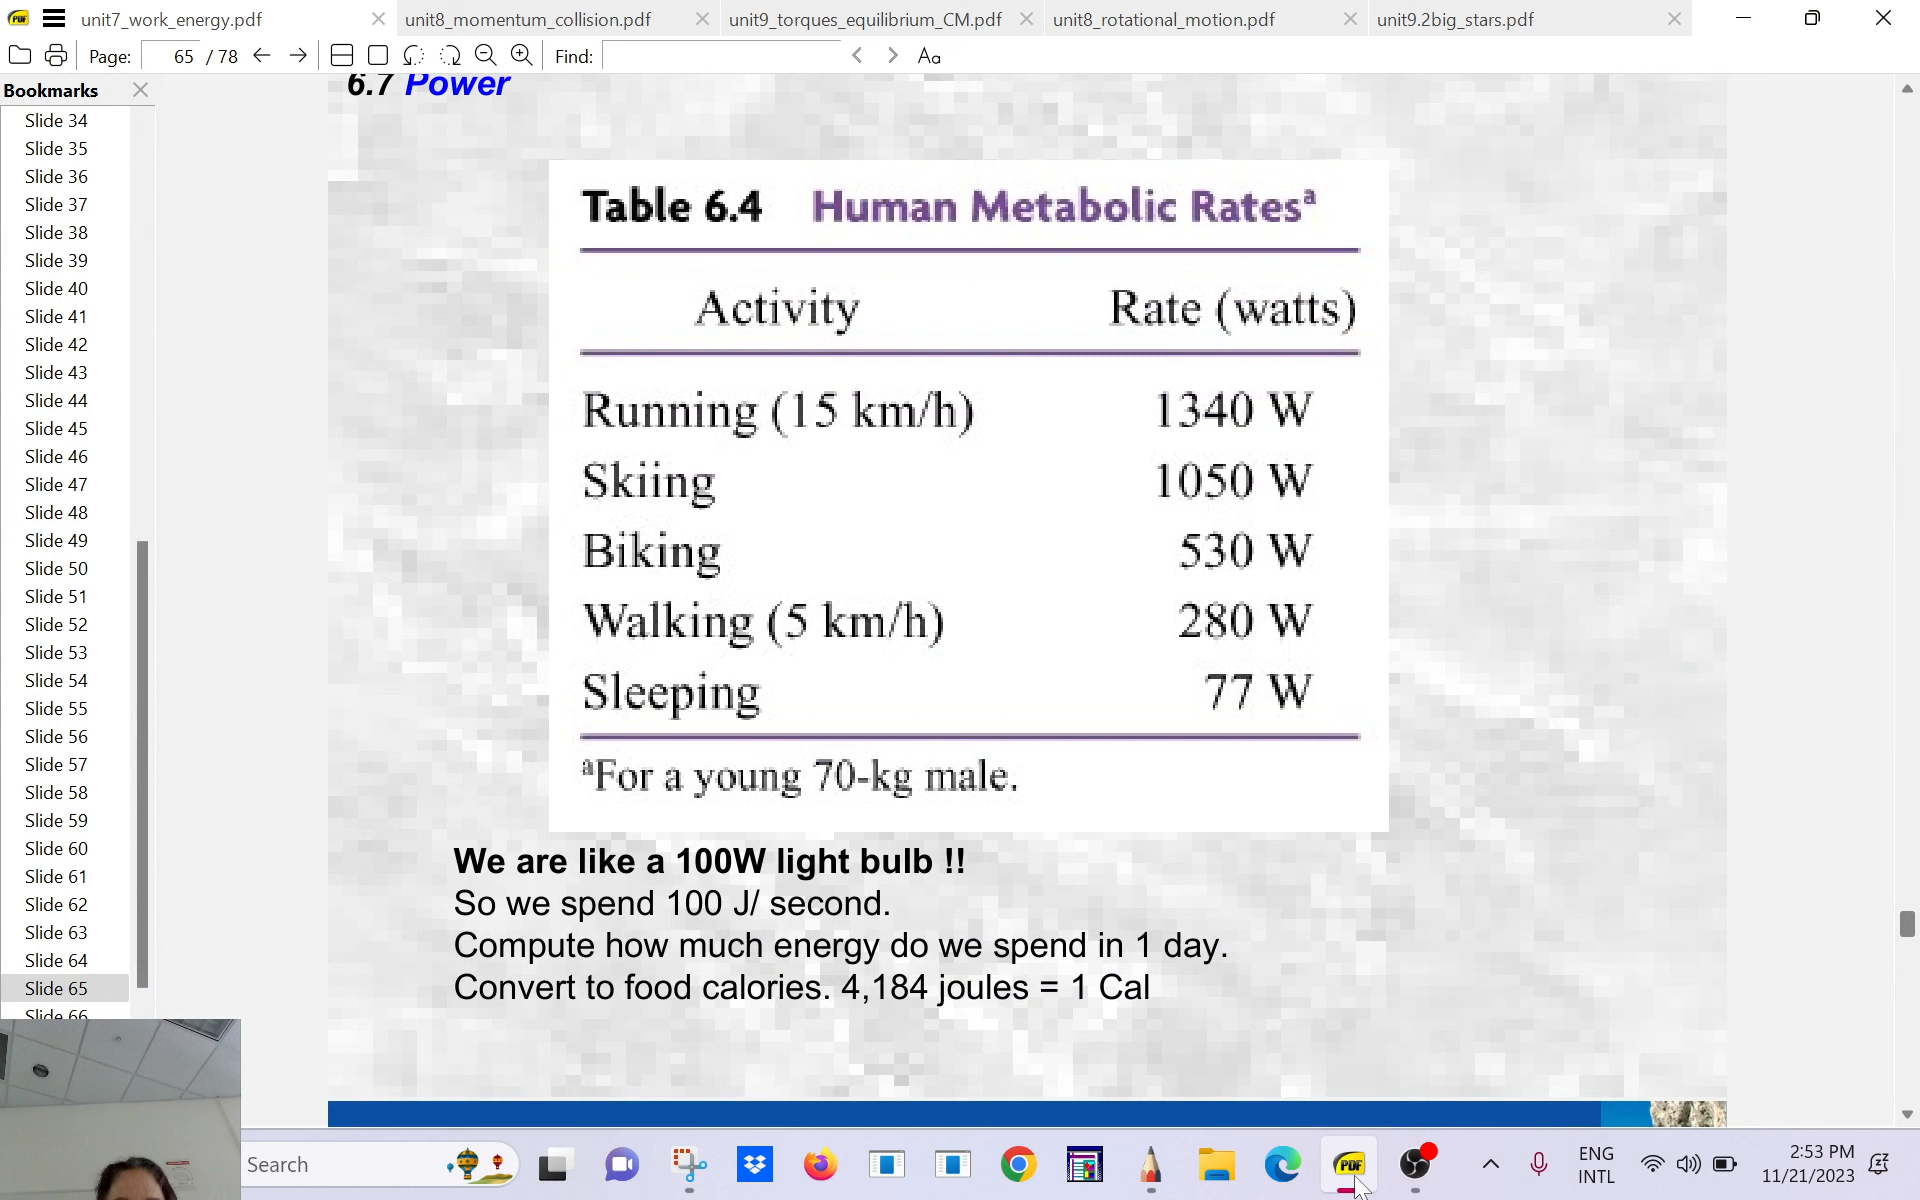 unit7_work_energy.pdf
unit8_momentum_collision.pdf
unit9_torques_equilibrium_CM.pdf
unit8_rotational_motion.pdf
unit9.2big_stars.pdf
Page: 65 / 78 Find: Aa
Bookmarks
Slide 34
Slide 35
Slide 36
Slide 37
Slide 38
Slide 39
Slide 40
Slide 41
Slide 42
Slide 43
Slide 44
Slide 45
Slide 46
Slide 47
Slide 48
Slide 49
Slide 50
Slide 51
Slide 52
Slide 53
Slide 54
Slide 55
Slide 56
Slide 57
Slide 58
Slide 59
Slide 60
Slide 61
Slide 62
Slide 63
Slide 64
Slide 65
Slide 66
6.7 Power
Table 6.4 Human Metabolic Ratesª
Activity Rate (watts)
Running (15 km/h) 1340 W
Skiing 1050 W
Biking 530 W
Walking (5 km/h) 280 W
Sleeping 77 W
ªFor a young 70-kg male.
We are like a 100W light bulb !!
So we spend 100 J/ second.
Compute how much energy do we spend in 1 day.
Convert to food calories. 4,184 joules = 1 Cal
Search
PDF
ENG
INTL
2:53 PM
11/21/2023